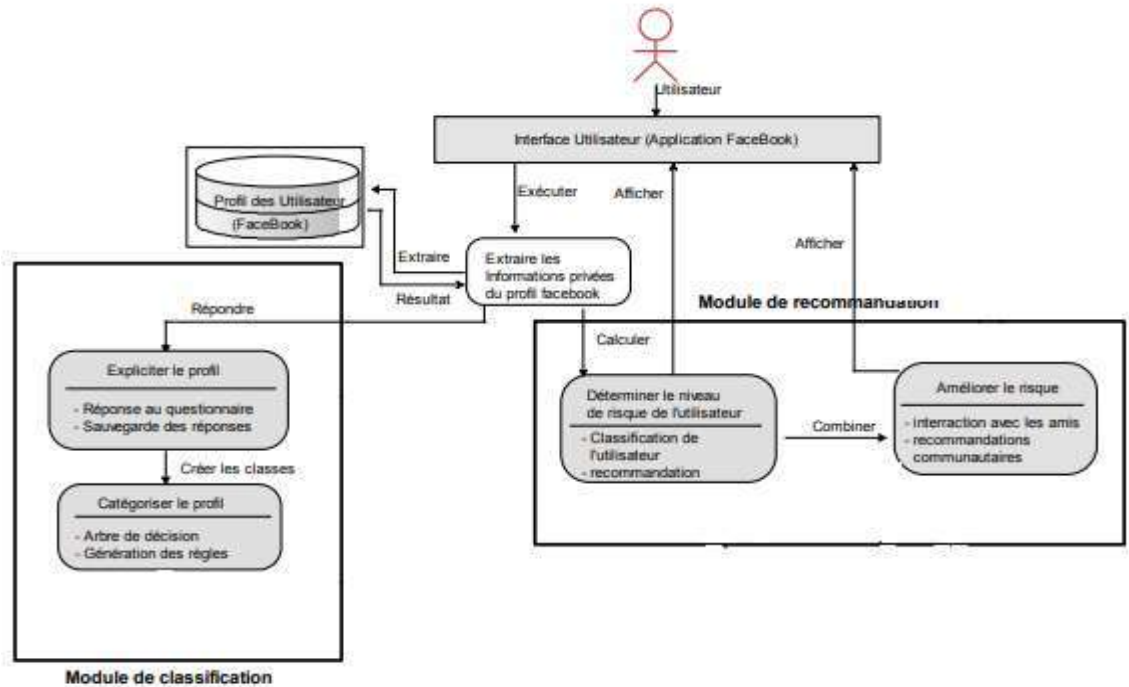 Utilisateur
Interface Utilisateur (Application FaceBook)
Exécuter
Afficher
Afficher
Profil des Utilisateur
(FaceBook)
Extraire
Résultat
Extraire les
Informations privées
du profil facebook
Répondre
Calculer
Module de recommandation
Expliciter le profil
- Réponse au questionnaire
- Sauvegarde des réponses
Créer les classes
Catégoriser le profil
- Arbre de décision
- Génération des règles
Déterminer le niveau
de risque de l'utilisateur
- Classification de
l'utilisateur
- recommandation
Combiner
Améliorer le risque
- interraction avec les amis
- recommandations
communautaires
Module de classification